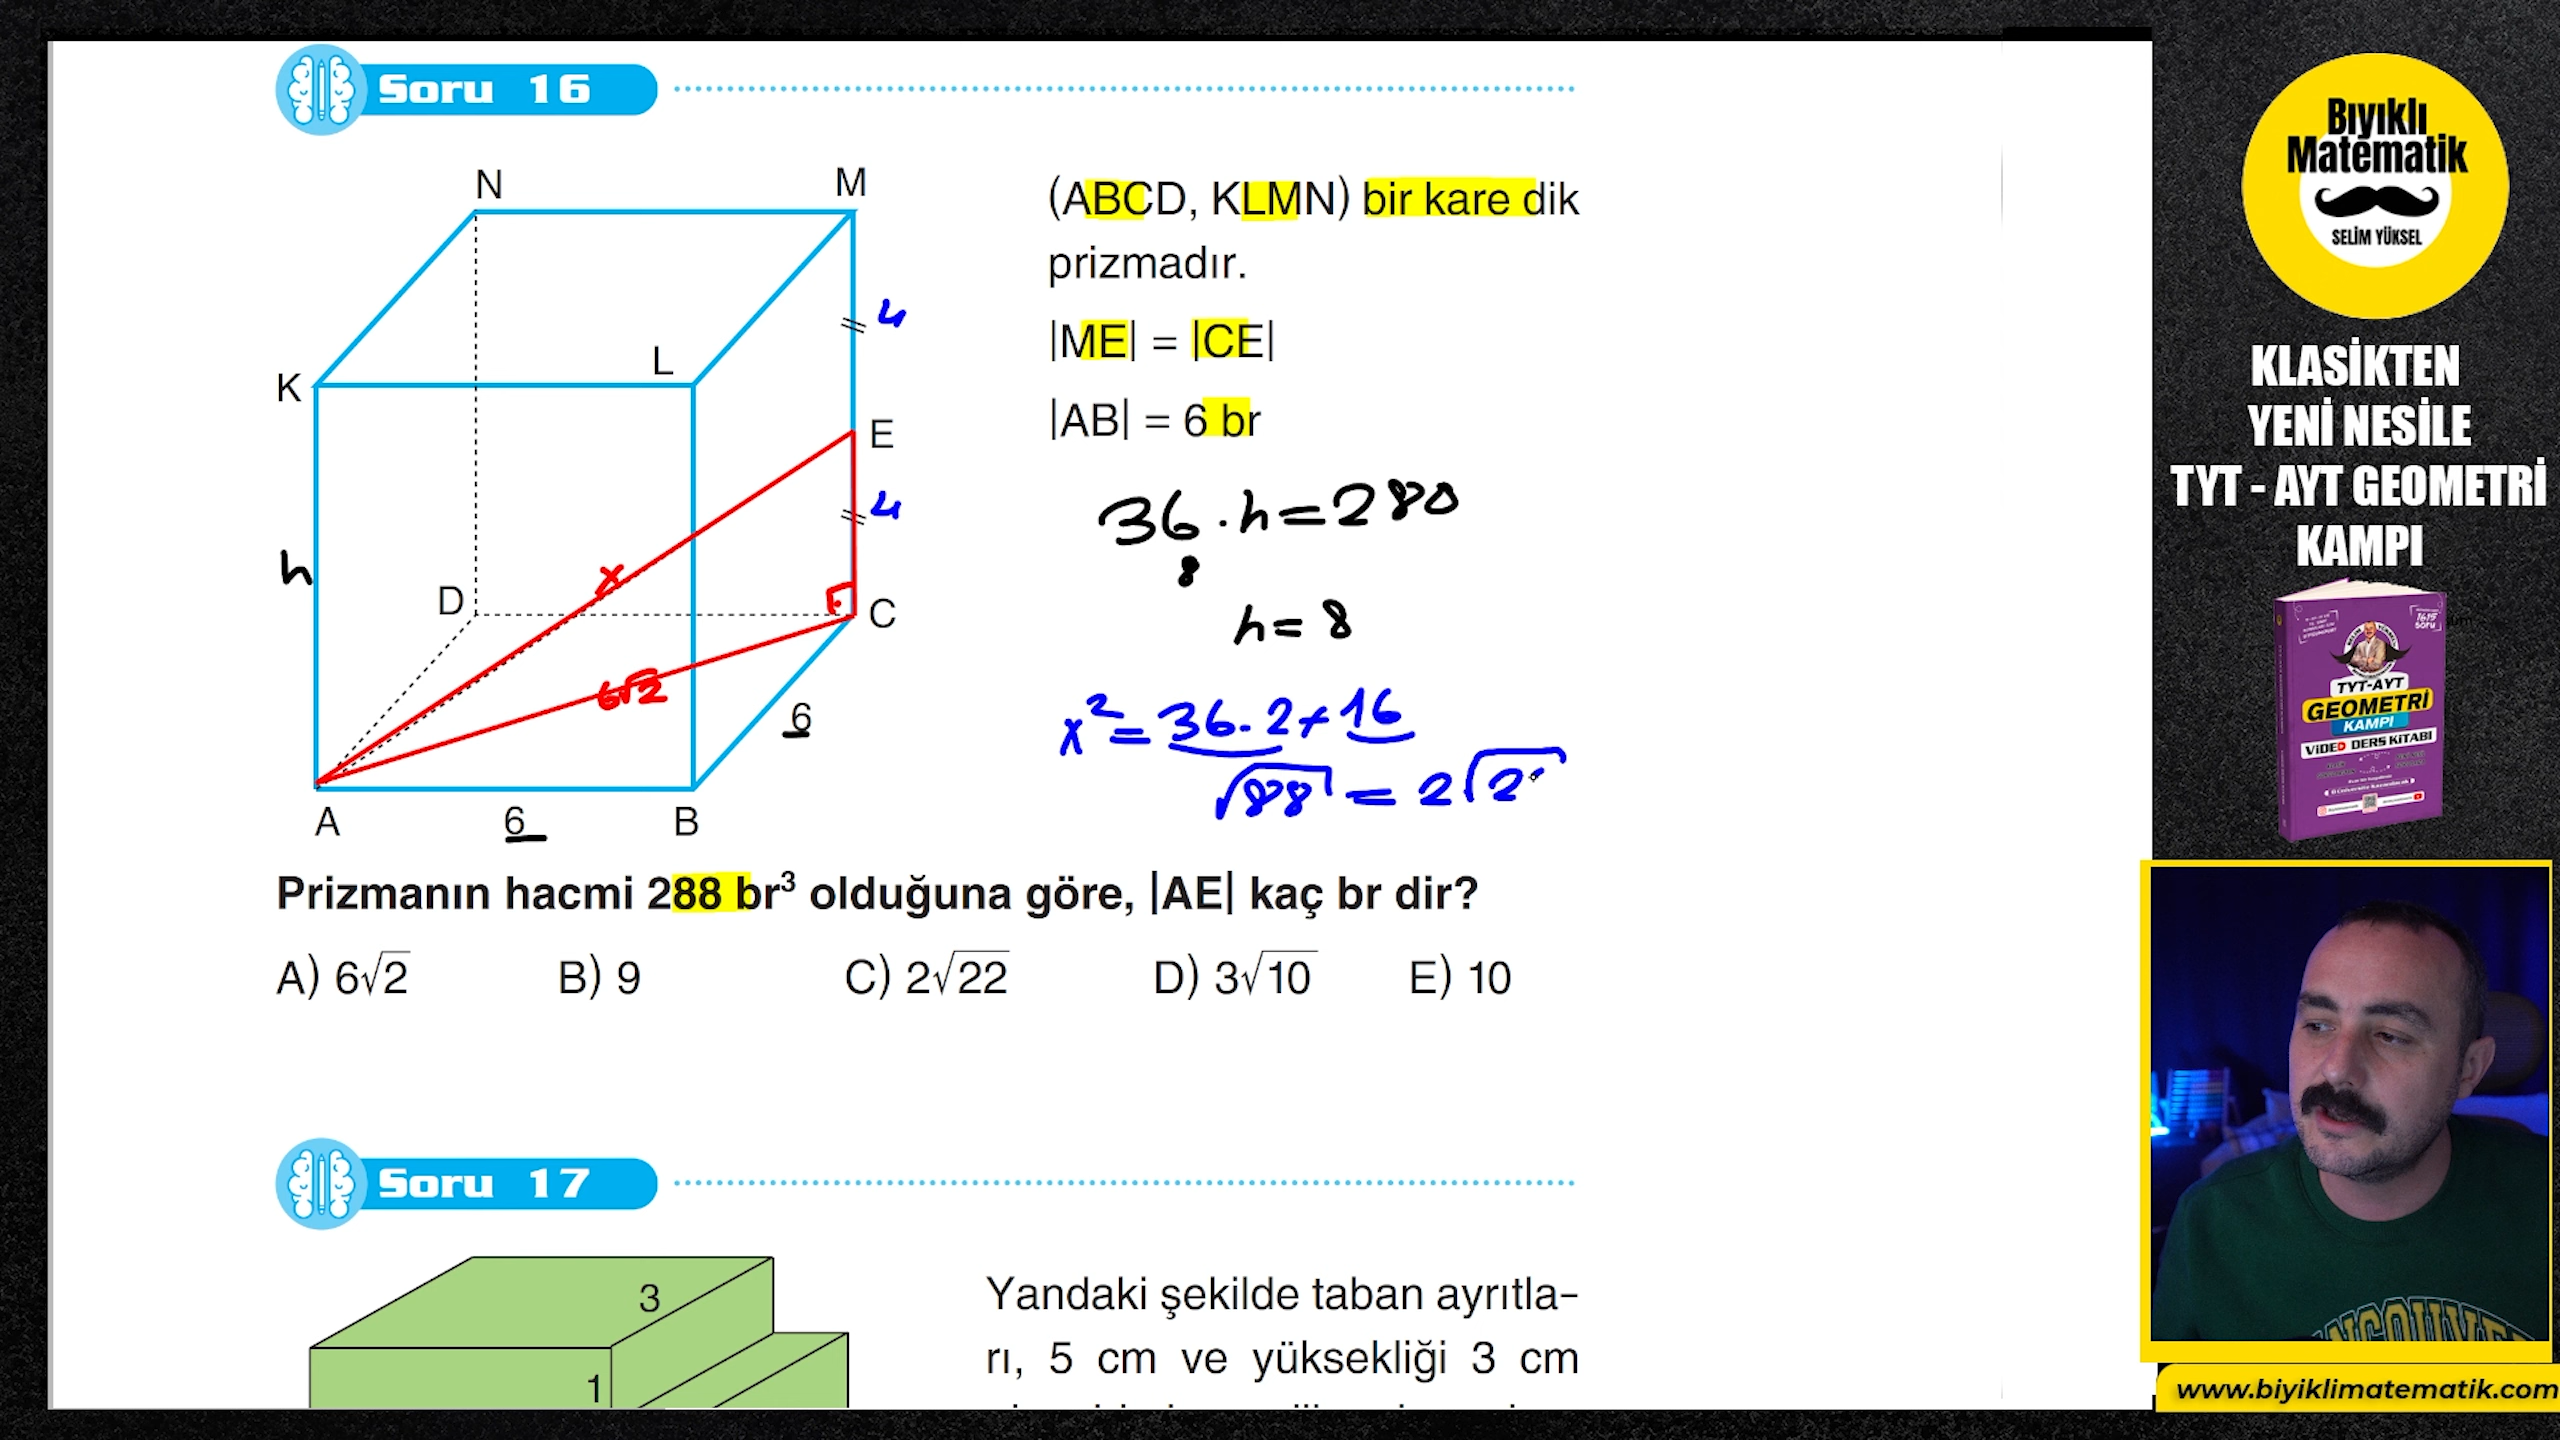 Soru 16
N
M
(ABCD, KLMN) bir kare dik
prizmadır.
4
|ME| = |CE|
K
L
|AB| = 6 br
E
36 . h = 288
8
4
h
x
D
C
h = 8
6√2
6
x² = 36.2 + 16
√88 = 2√2
A
6
B
Prizmanın hacmi 288 br³ olduğuna göre, |AE| kaç br dir?
A) 6√2 B) 9 C) 2√22 D) 3√10 E) 10
Soru 17
3
1
Yandaki şekilde taban ayrıtla-
rı, 5 cm ve yüksekliği 3 cm
Bıyıklı
Matematik
SELİM YÜKSEL
KLASİKTEN
YENİ NESİLE
TYT - AYT GEOMETRİ
KAMPI
1615
soru
TYT-AYT
GEOMETRİ
KAMPI
VİDEO DERS KİTABI
www.biyiklimatematik.com